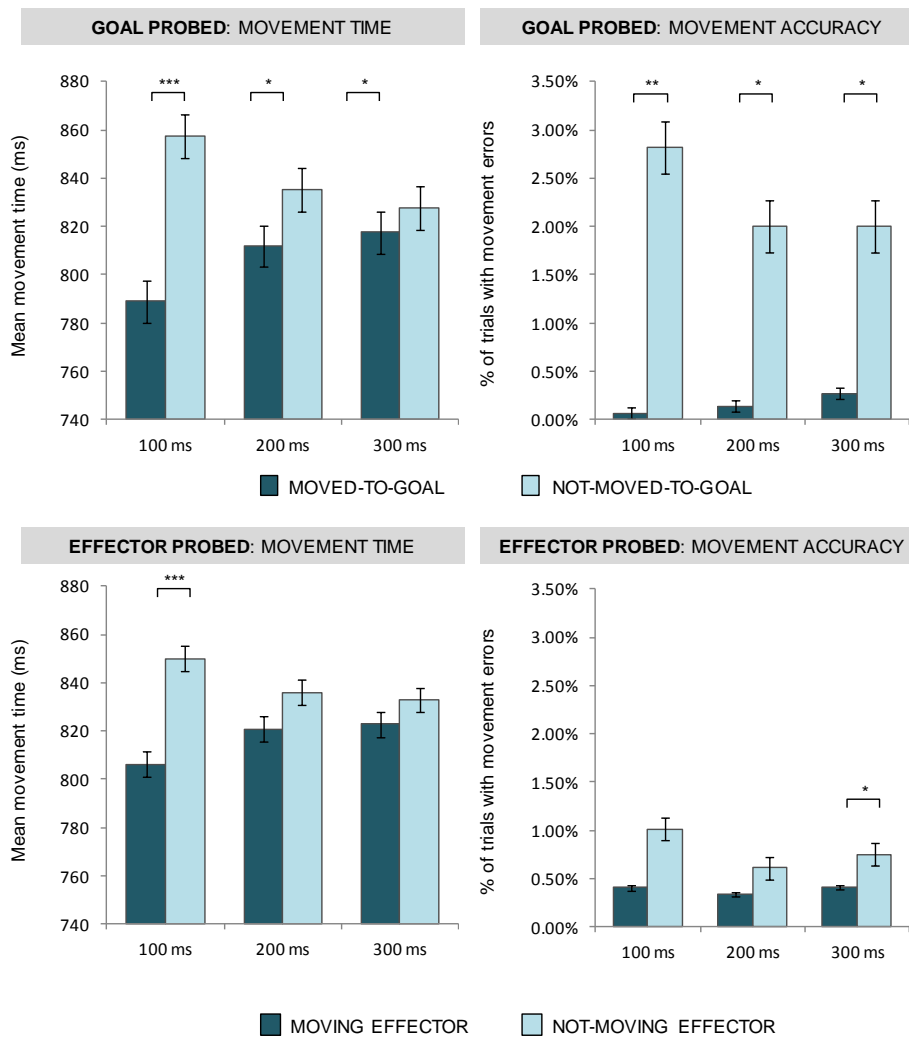 GOAL PROBED: MOVEMENT TIME
880
860
840
820
800
780
760
740
Mean movement time (ms)
***
*
*
100 ms
200 ms
300 ms
GOAL PROBED: MOVEMENT ACCURACY
3.50%
3.00%
2.50%
2.00%
1.50%
1.00%
0.50%
0.00%
% of trials with movement errors
**
*
*
100 ms
200 ms
300 ms
MOVED-TO-GOAL
NOT-MOVED-TO-GOAL
EFFECTOR PROBED: MOVEMENT TIME
880
860
840
820
800
780
760
740
Mean movement time (ms)
***
100 ms
200 ms
300 ms
EFFECTOR PROBED: MOVEMENT ACCURACY
3.50%
3.00%
2.50%
2.00%
1.50%
1.00%
0.50%
0.00%
% of trials with movement errors
*
100 ms
200 ms
300 ms
MOVING EFFECTOR
NOT-MOVING EFFECTOR